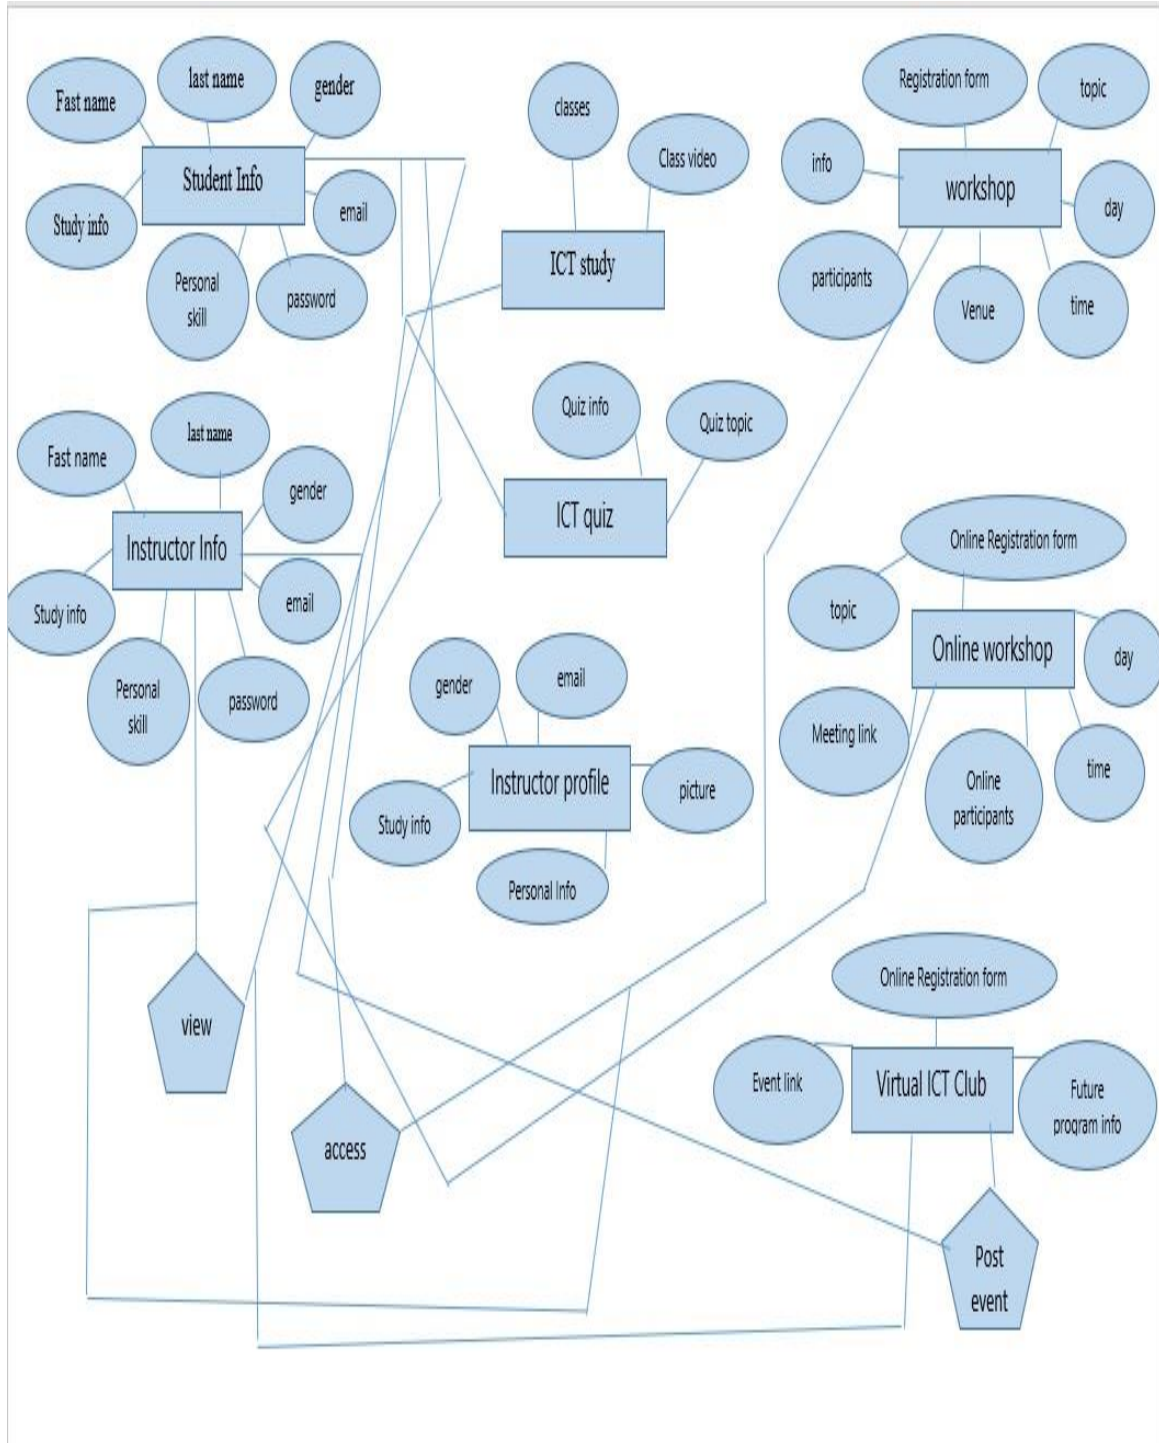 Fast name
last name
gender
Student Info
Study info
email
Personal
skill
password
classes
Class video
ICT study
Registration form
topic
info
workshop
day
participants
Venue
time
Quiz info
Quiz topic
ICT quiz
Fast name
last name
gender
Instructor Info
Study info
email
Personal
skill
password
Online Registration form
topic
Online workshop
day
Meeting link
Online
participants
time
gender
email
Instructor profile
picture
Study info
Personal Info
view
access
Online Registration form
Event link
Virtual ICT Club
Future
program info
Post
event